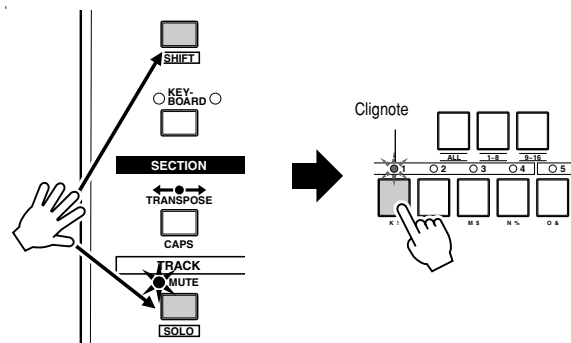 SHIFT
KEY-
BOARD
SECTION
TRANSPOSE
CAPS
TRACK
MUTE
SOLO
Clignote
ALL 1~8 9~16
1 2 3 4 5
K M $ N % O &